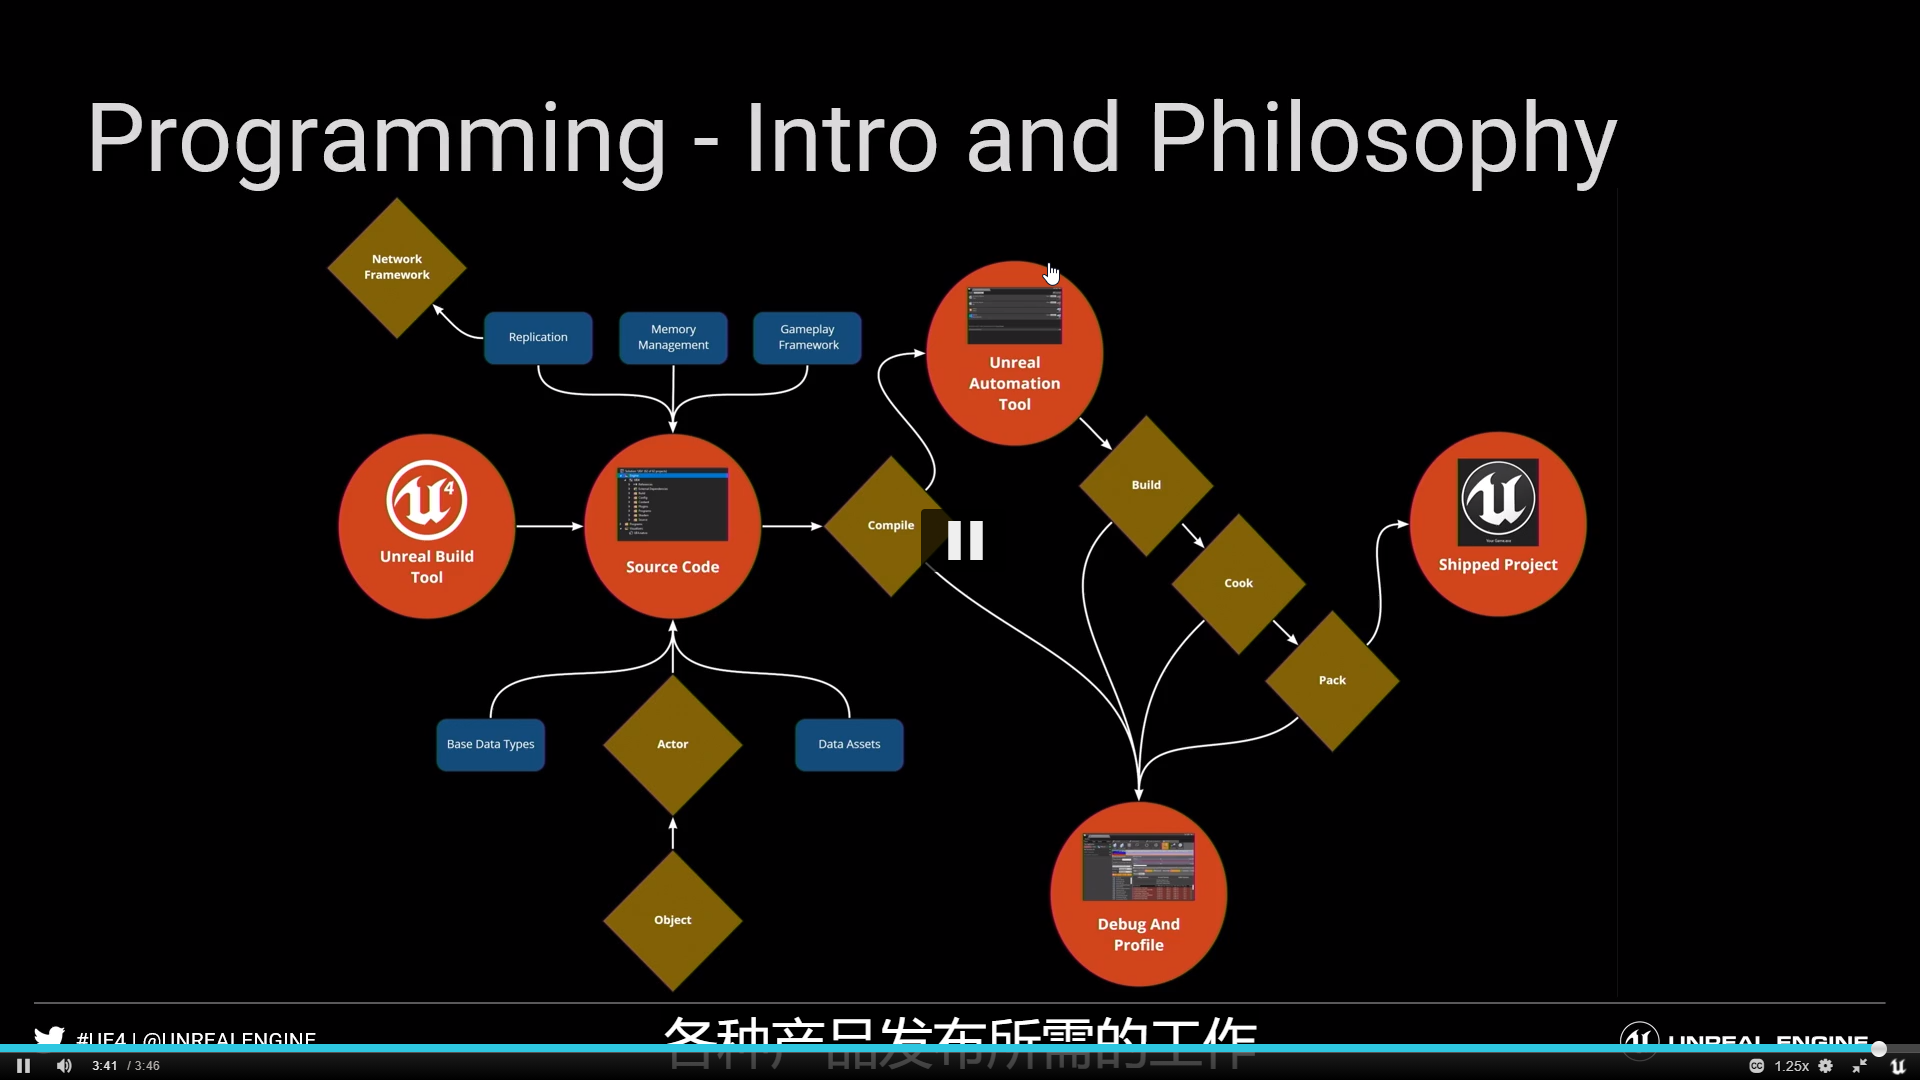 Programming - Intro and Philosophy
Network
Framework
Replication
Memory
Management
Gameplay
Framework
Unreal
Automation
Tool
Build
Unreal Build
Tool
Source Code
Compile
Cook
Shipped Project
Pack
Base Data Types
Actor
Data Assets
Object
Debug And
Profile
#UE4 | @UNREALENGINE
各种产品发布所需的工作
UNREAL ENGINE
3:41 / 3:46
CC
1.25x